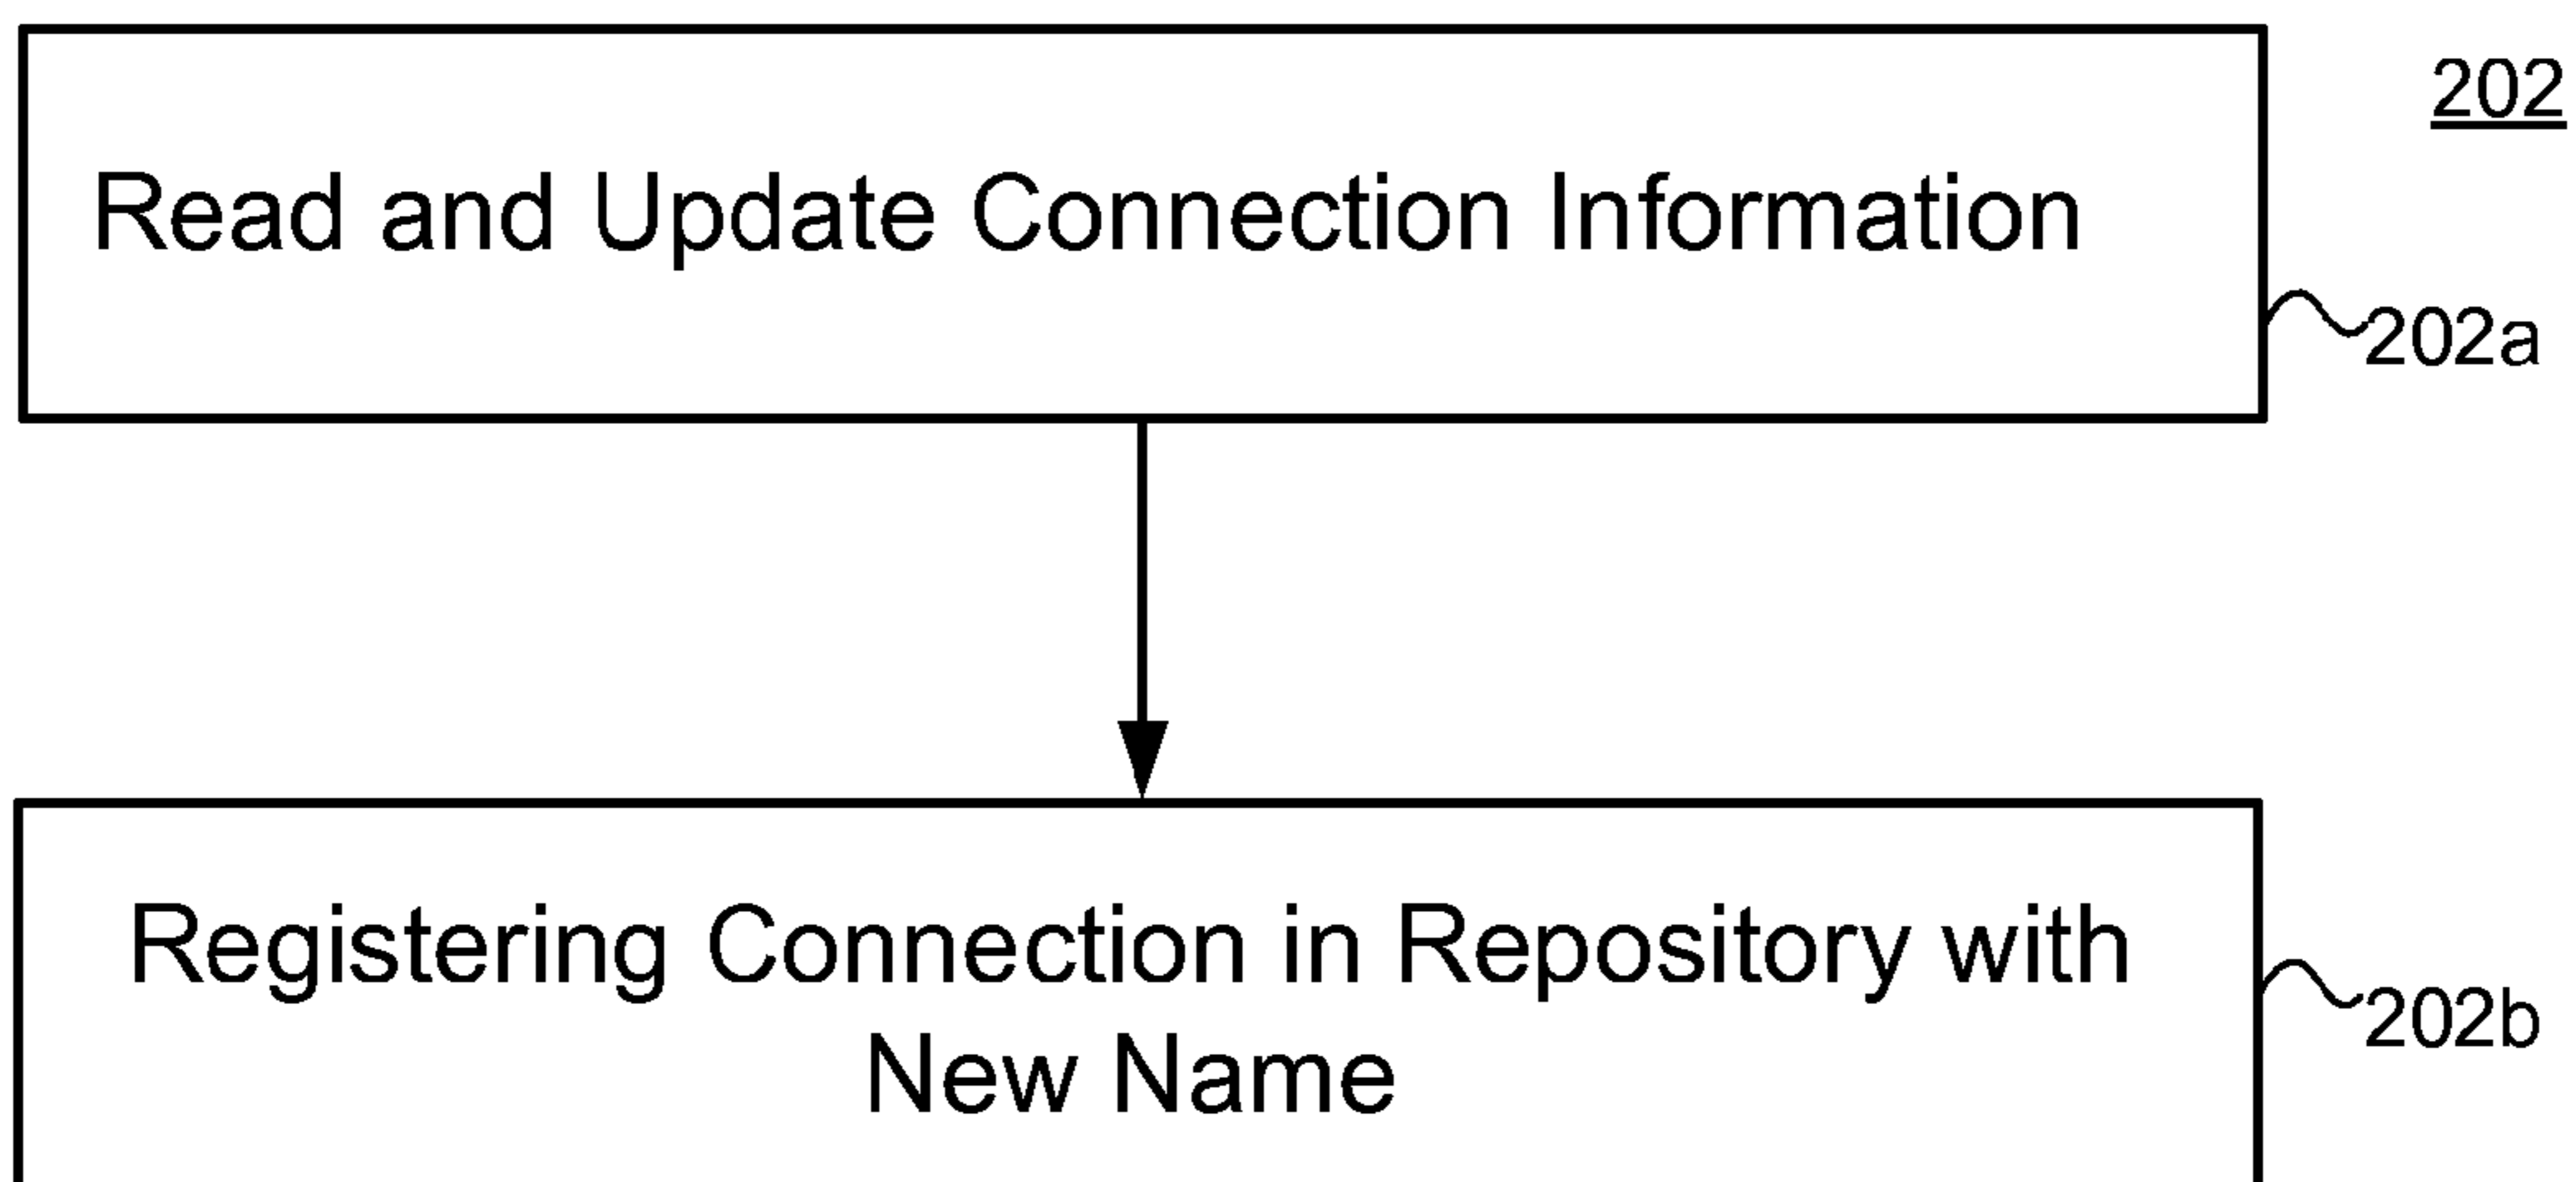 202
Read and Update Connection Information
202a
Registering Connection in Repository with
New Name
202b